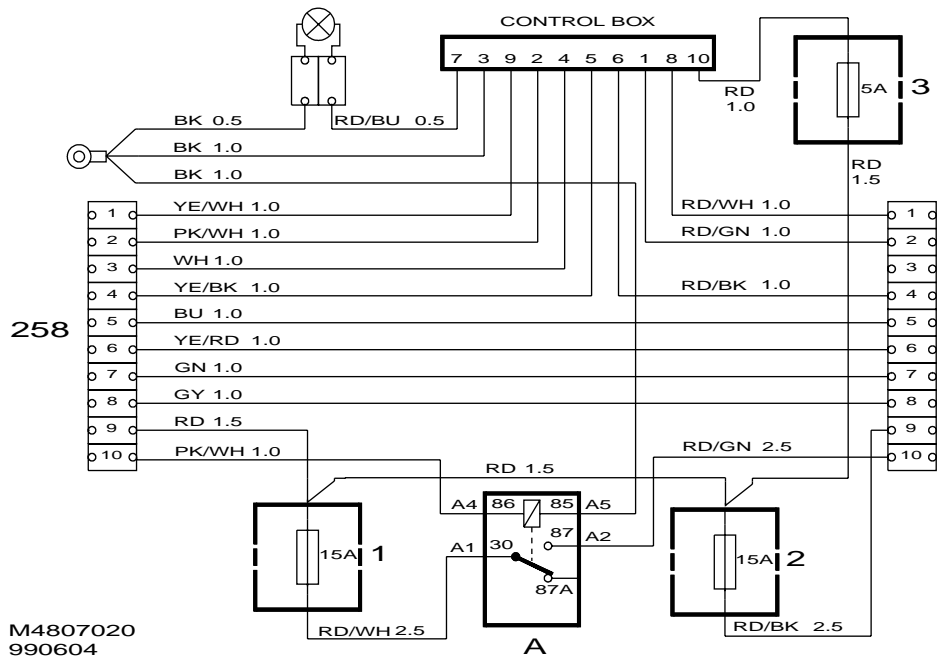 CONTROL BOX
7 3 9 2 4 5 6 1 8 10
RD
1.0
5A
3
RD
1.5
BK 0.5
RD/BU 0.5
BK 1.0
BK 1.0
258
1 YE/WH 1.0
2 PK/WH 1.0
3 WH 1.0
4 YE/BK 1.0
5 BU 1.0
6 YE/RD 1.0
7 GN 1.0
8 GY 1.0
9 RD 1.5
10 PK/WH 1.0
RD/WH 1.0 1
RD/GN 1.0 2
3
RD/BK 1.0 4
5
6
7
8
9
RD/GN 2.5 10
RD 1.5
A4 86 85 A5
87 A2
A1 30
87A
A
15A 1
RD/WH 2.5
15A 2
RD/BK 2.5
M4807020
990604